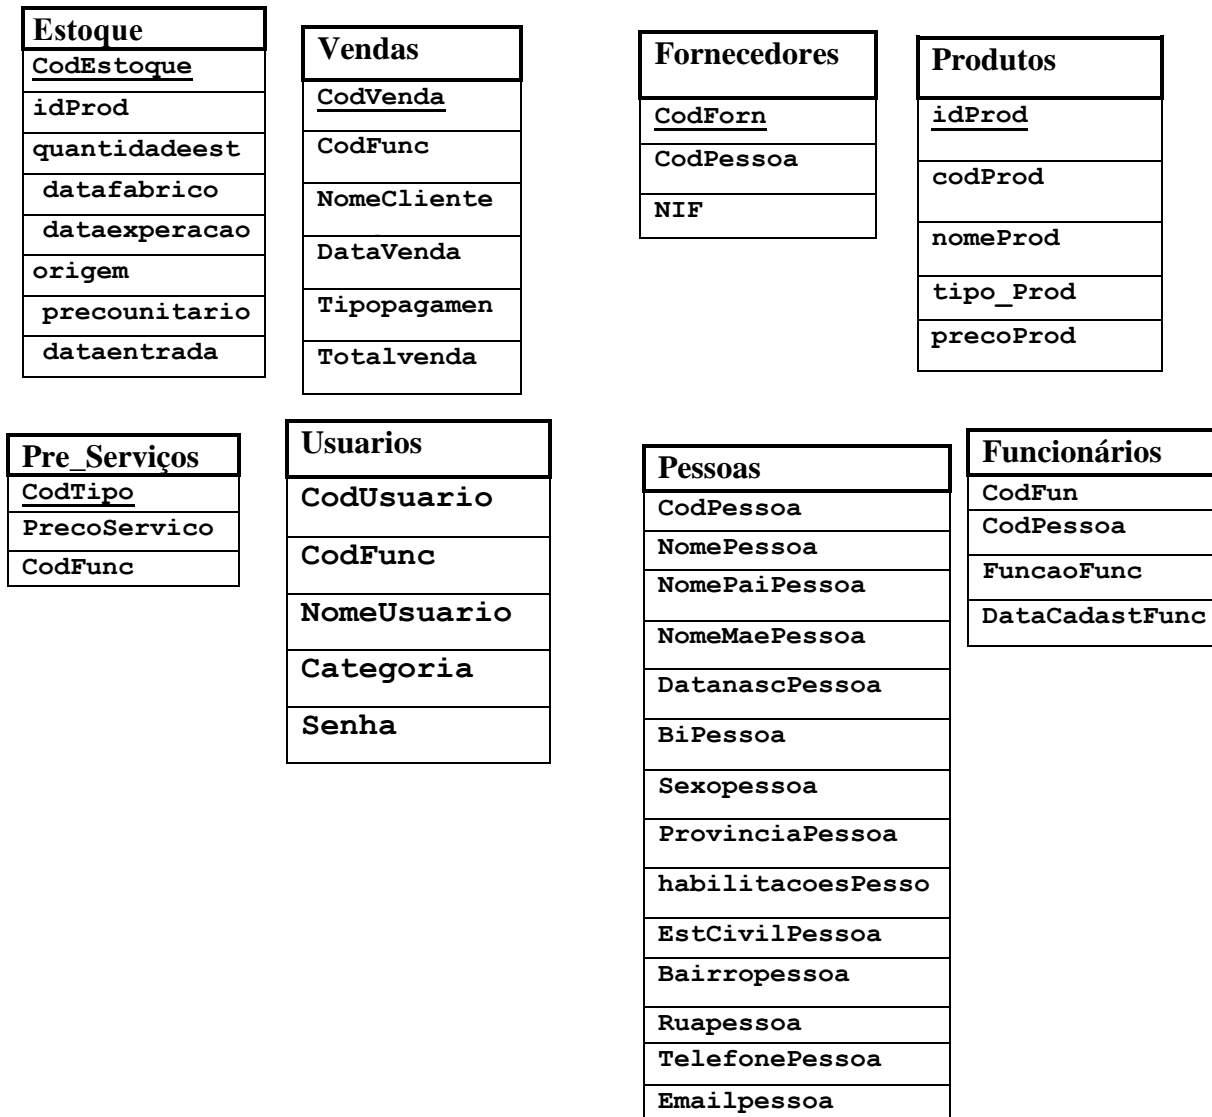 Estoque
CodEstoque
idProd
quantidadeest
datafabrico
dataexperacao
origem
precounitario
dataentrada
Vendas
CodVenda
CodFunc
NomeCliente
DataVenda
Tipopagamen
Totalvenda
Fornecedores
CodForn
CodPessoa
NIF
Produtos
idProd
codProd
nomeProd
tipo_Prod
precoProd
Pre_Serviços
CodTipo
PrecoServico
CodFunc
Usuarios
CodUsuario
CodFunc
NomeUsuario
Categoria
Senha
Pessoas
CodPessoa
NomePessoa
NomePaiPessoa
NomeMaePessoa
DatanascPessoa
BiPessoa
Sexopessoa
ProvinciaPessoa
habilitacoesPesso
EstCivilPessoa
Bairropessoa
Ruapessoa
TelefonePessoa
Emailpessoa
Funcionários
CodFun
CodPessoa
FuncaoFunc
DataCadastFunc